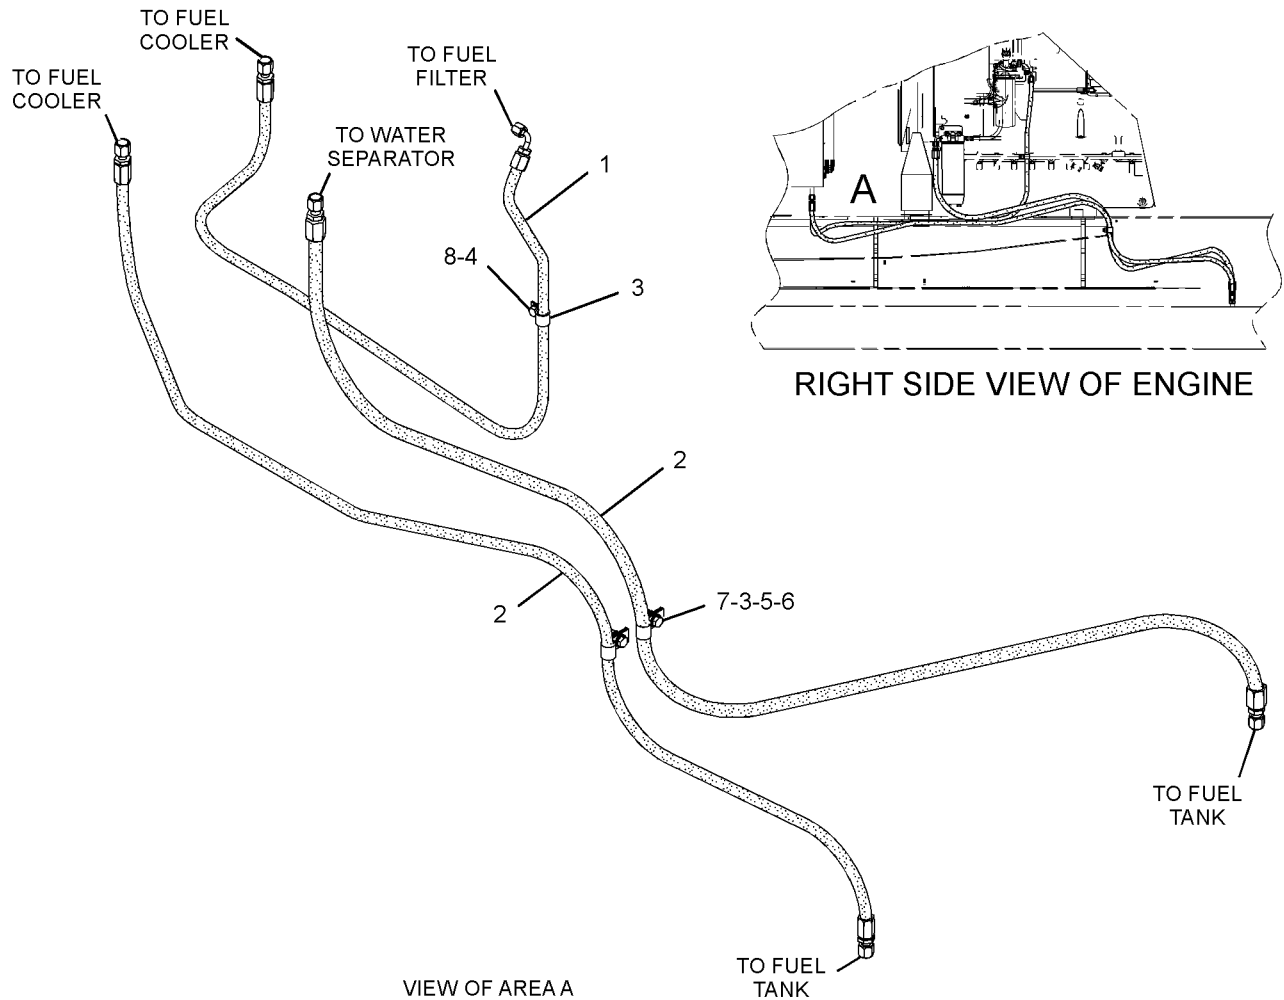 TO FUEL
COOLER
TO FUEL
COOLER
TO FUEL
FILTER
TO WATER
SEPARATOR
1
8-4
3
A
RIGHT SIDE VIEW OF ENGINE
2
2
7-3-5-6
TO FUEL
TANK
TO FUEL
TANK
VIEW OF AREA A